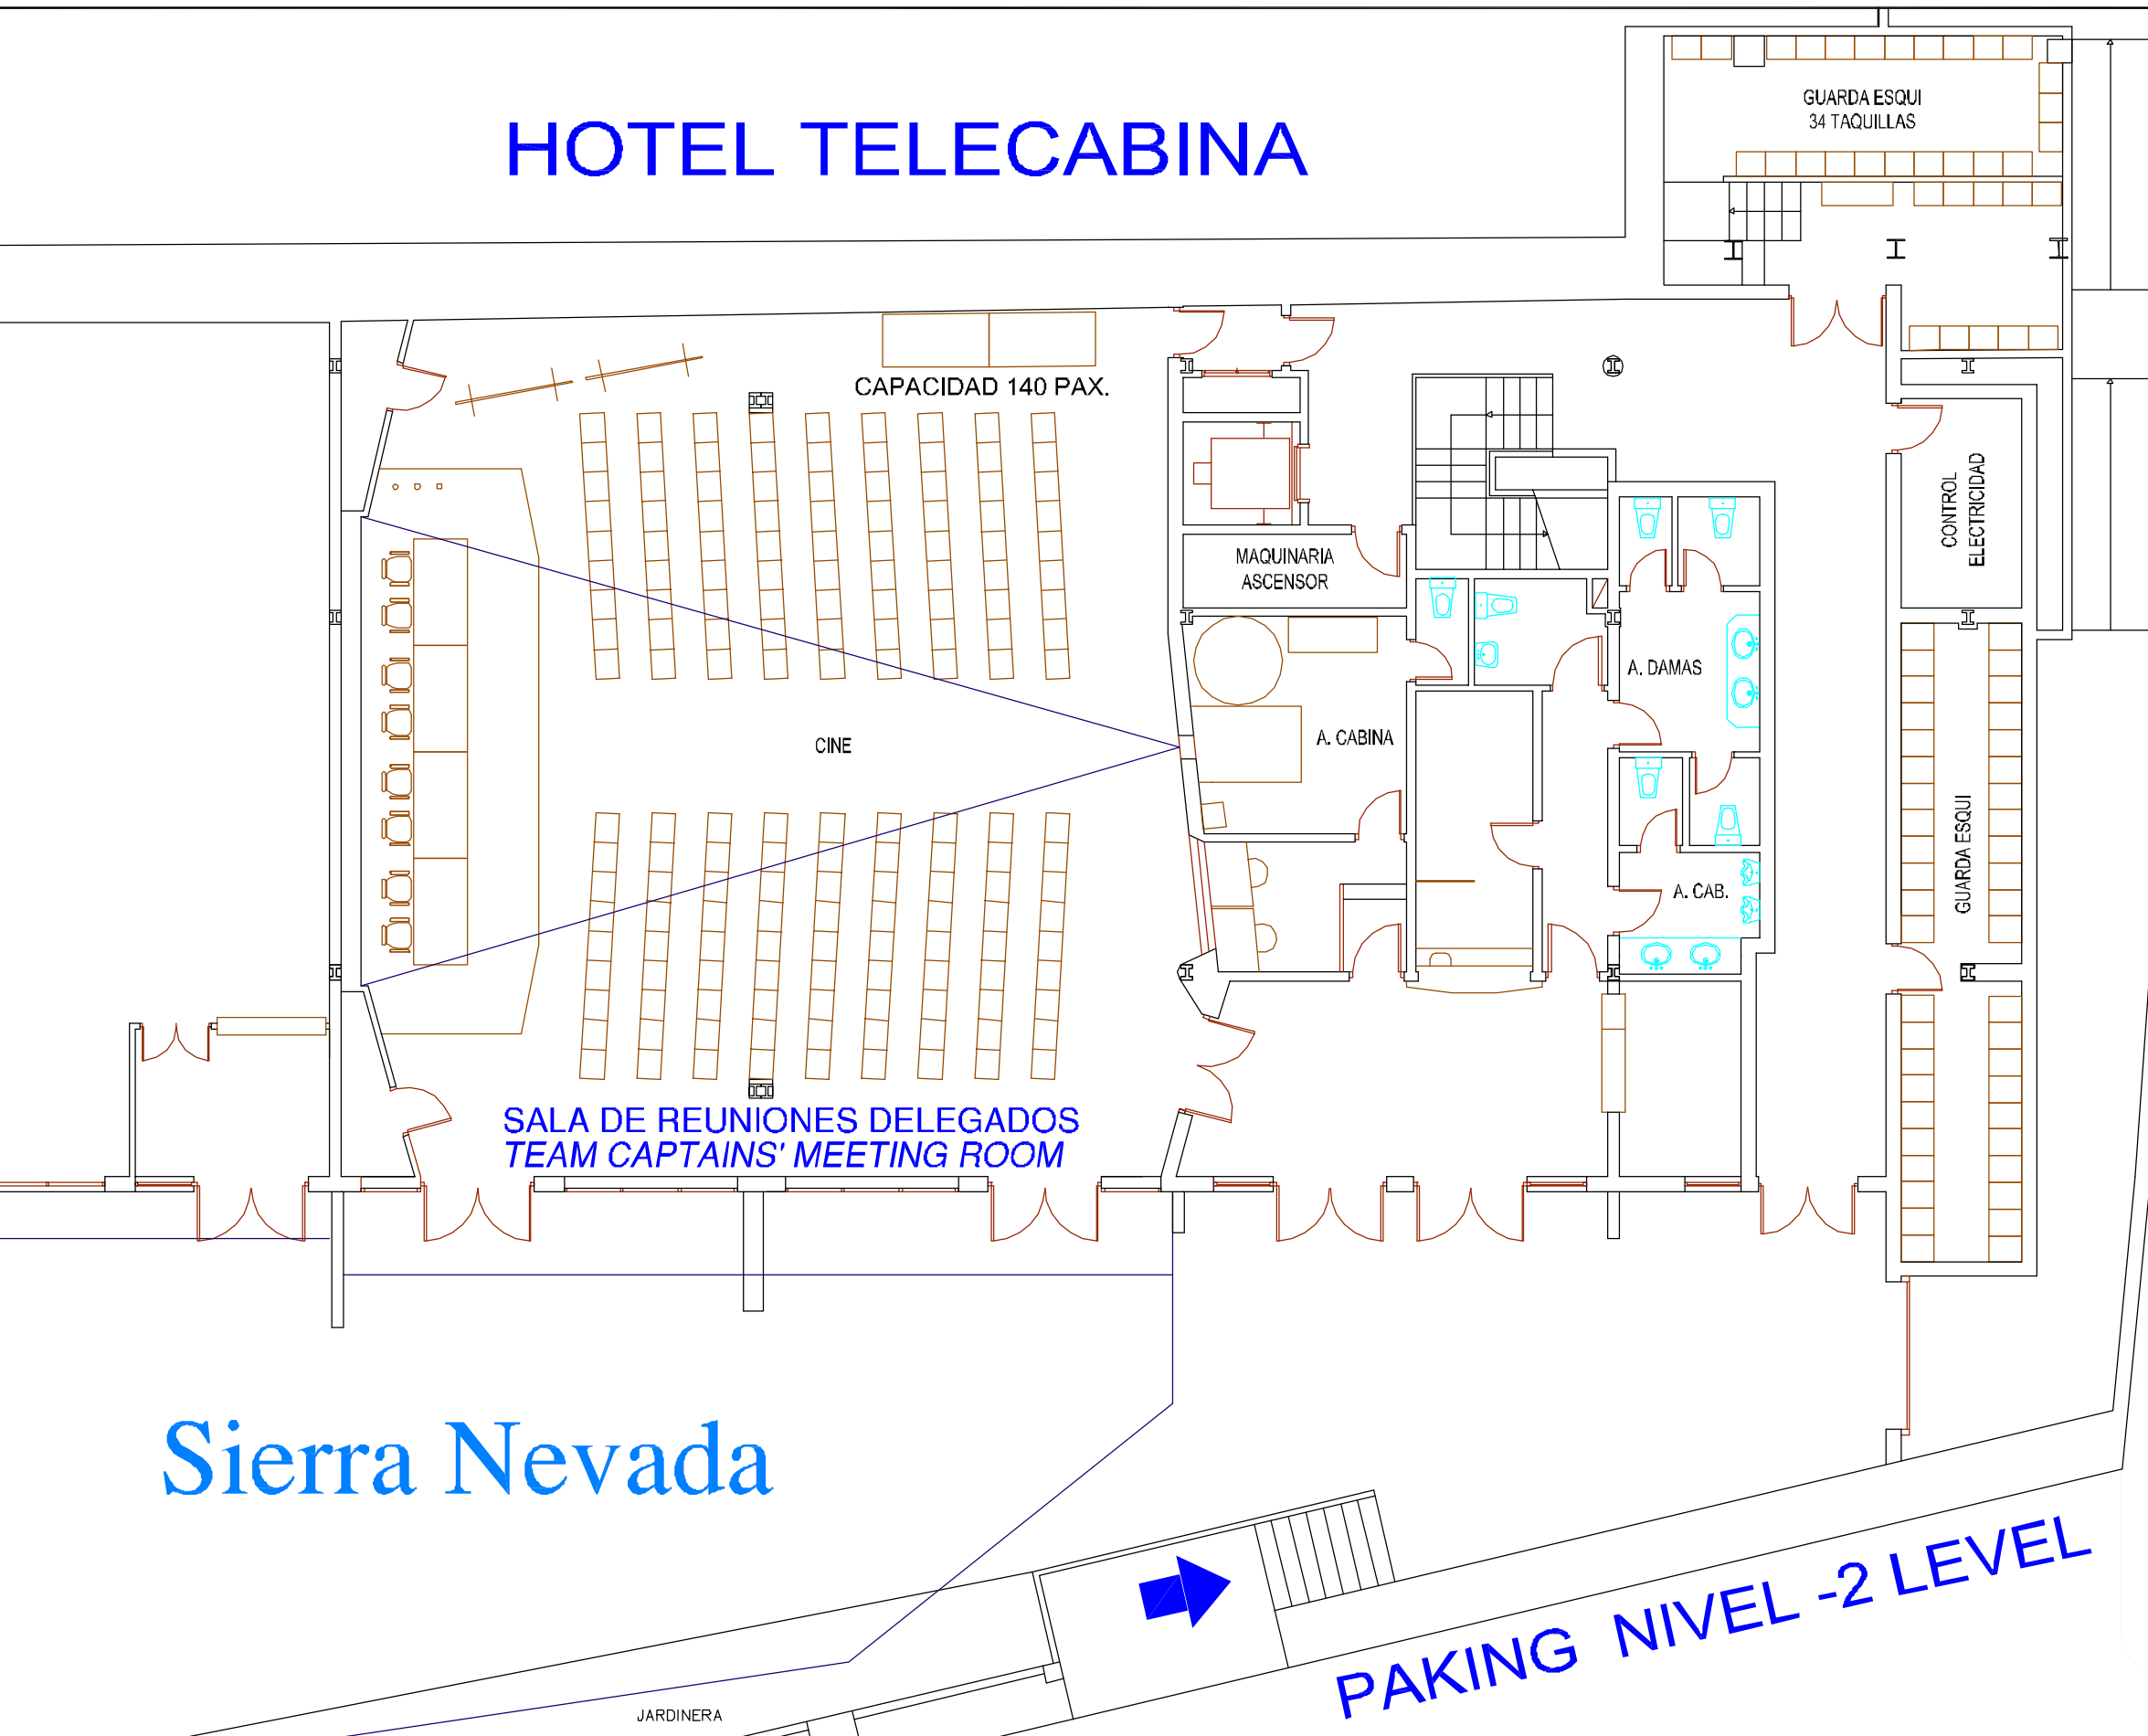 HOTEL TELECABINA
GUARDA ESQUI
34 TAQUILLAS
CAPACIDAD 140 PAX.
CONTROL
ELECTRICIDAD
MAQUINARIA
ASCENSOR
A. DAMAS
CINE
A. CABINA
GUARDA ESQUI
A. CAB.
SALA DE REUNIONES DELEGADOS
TEAM CAPTAINS' MEETING ROOM
Sierra Nevada
PAKING NIVEL -2 LEVEL
JARDINERA